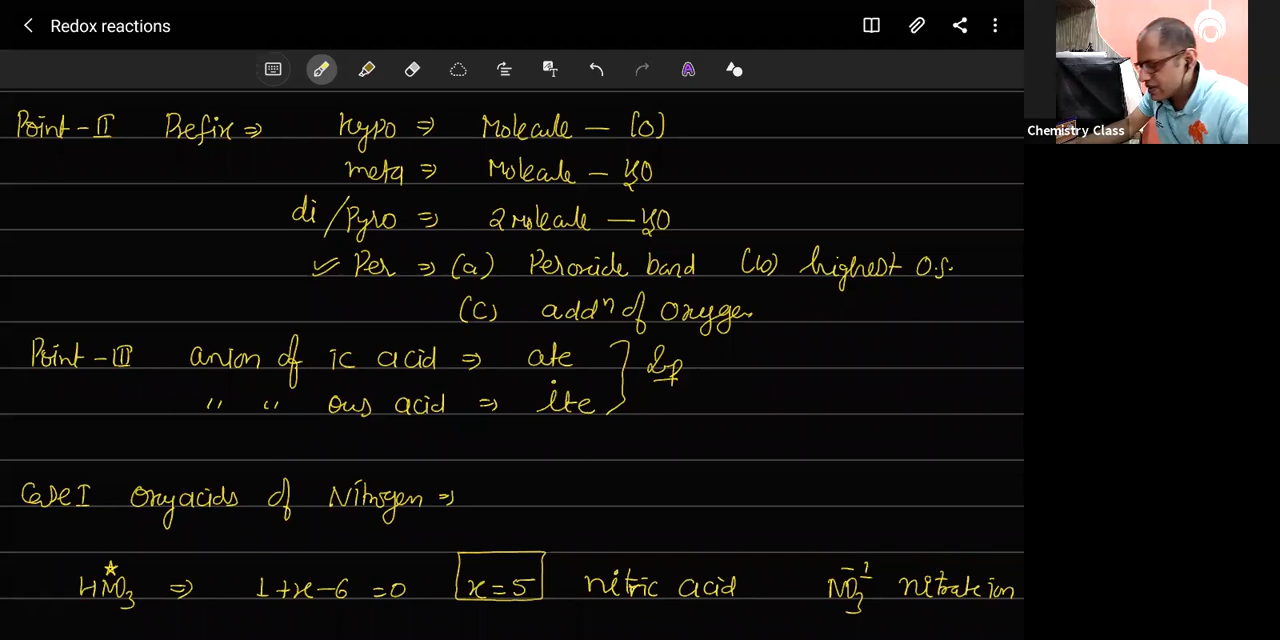 Redox reactions
Chemistry Class
Point-II Prefix ⇒ hypo ⇒ Molecule — [O]
meta ⇒ Molecule — H2O
di/Pyro ⇒ 2 molecule — H2O
✓ Per ⇒ (a) Peroxide band (b) highest O.S.
(C) addn of oxygen
Point-III anion of ic acid ⇒ ate
" " ous acid ⇒ ite
Case I oxyacids of Nitrogen ⇒
HNO3 ⇒ 1+x-6=0 x=5 nitric acid NO3-1 nitrate ion